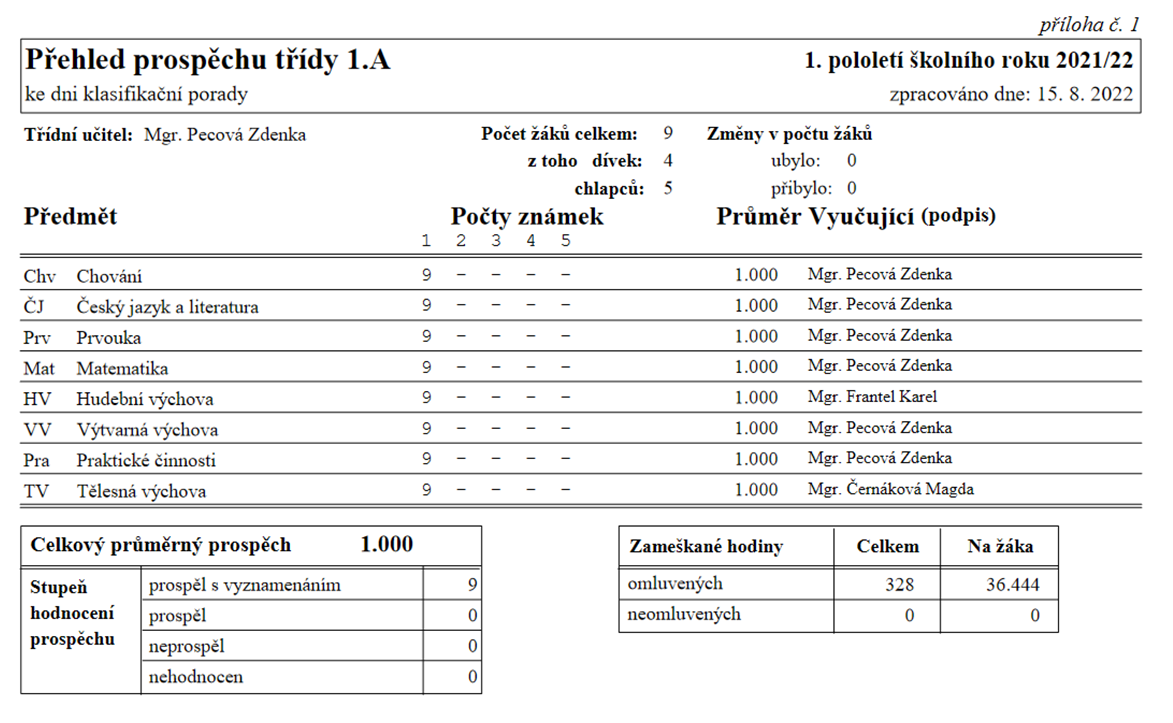 příloha č. 1
Přehled prospěchu třídy 1.A 1. pololetí školního roku 2021/22
ke dni klasifikační porady zpracováno dne: 15. 8. 2022
Třídní učitel: Mgr. Pecová Zdenka Počet žáků celkem: 9 Změny v počtu žáků
z toho dívek: 4 ubylo: 0
chlapců: 5 přibylo: 0
Předmět Počty známek Průměr Vyučující (podpis)
1 2 3 4 5
Chv Chování 9 – – – – 1.000 Mgr. Pecová Zdenka
ČJ Český jazyk a literatura 9 – – – – 1.000 Mgr. Pecová Zdenka
Prv Prvouka 9 – – – – 1.000 Mgr. Pecová Zdenka
Mat Matematika 9 – – – – 1.000 Mgr. Pecová Zdenka
HV Hudební výchova 9 – – – – 1.000 Mgr. Frantel Karel
VV Výtvarná výchova 9 – – – – 1.000 Mgr. Pecová Zdenka
Pra Praktické činnosti 9 – – – – 1.000 Mgr. Pecová Zdenka
TV Tělesná výchova 9 – – – – 1.000 Mgr. Černáková Magda
Celkový průměrný prospěch 1.000
Stupeň hodnocení prospěchu
prospěl s vyznamenáním 9
prospěl 0
neprospěl 0
nehodnocen 0
Zameškané hodiny Celkem Na žáka
omluvených 328 36.444
neomluvených 0 0